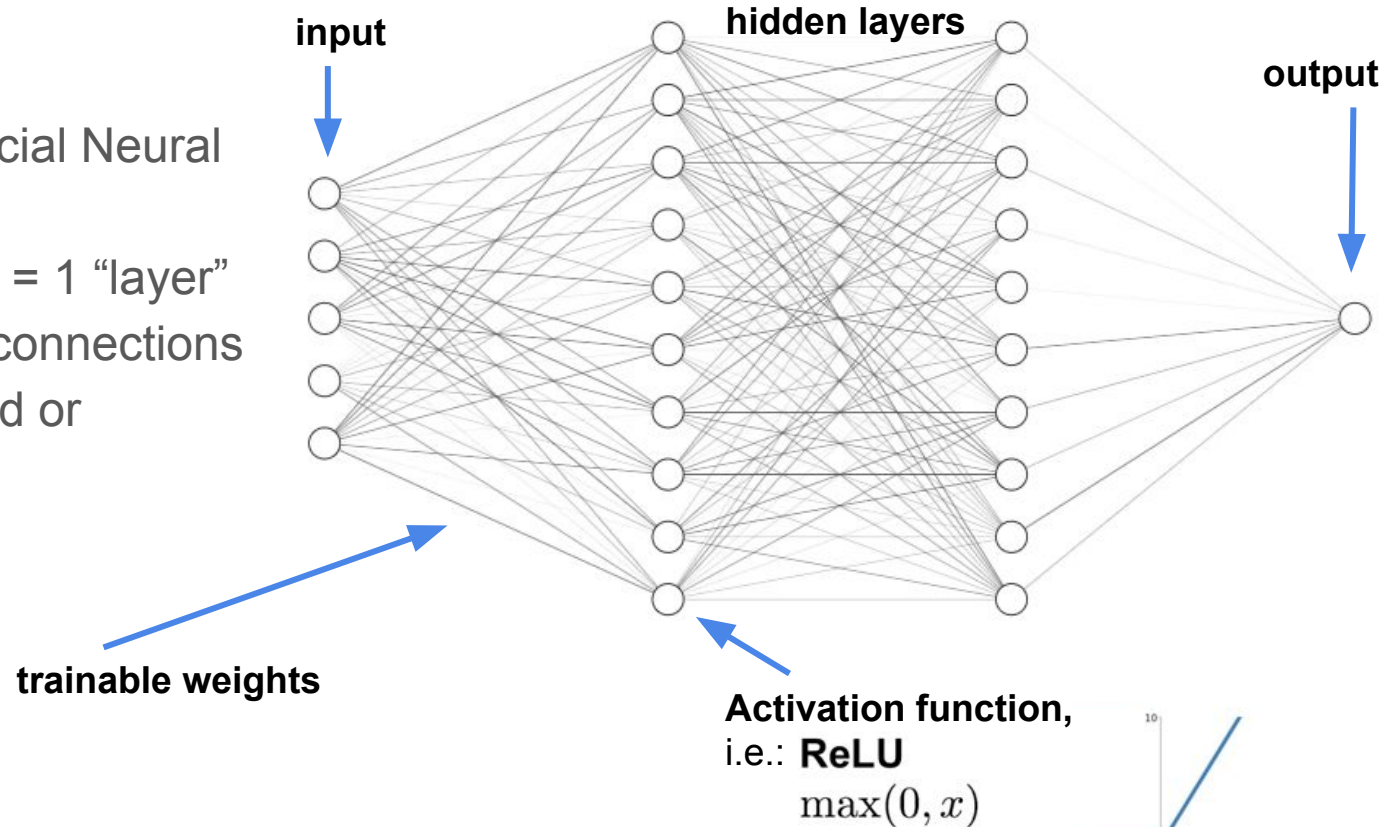 input
hidden layers
output
cial Neural
= 1 “layer”
connections
d or
trainable weights
Activation function,
i.e.: ReLU
max(0, x)
10